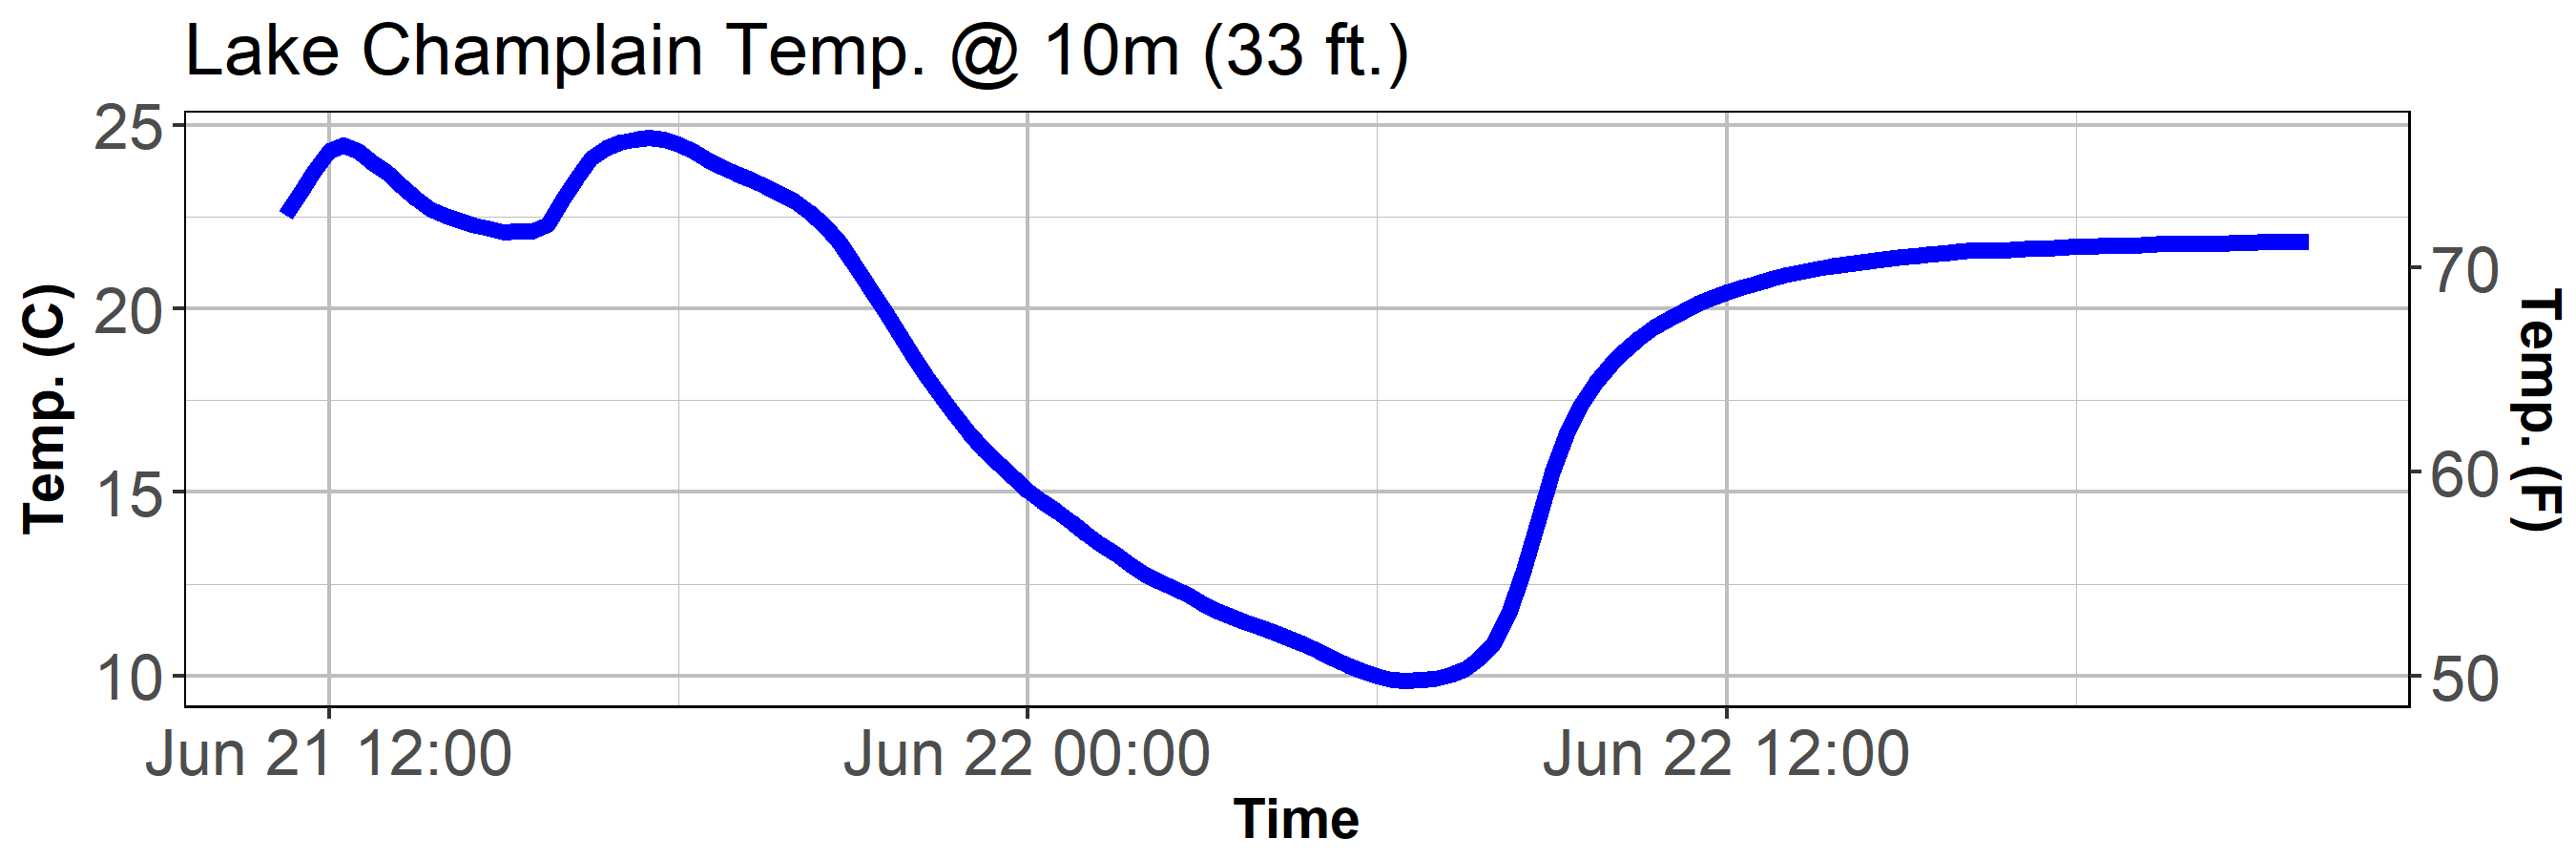 Lake Champlain Temp. @ 10m (33 ft.)
Temp. (C)
25
20
15
10
70
60
50
Temp. (F)
Jun 21 12:00
Jun 22 00:00
Jun 22 12:00
Time